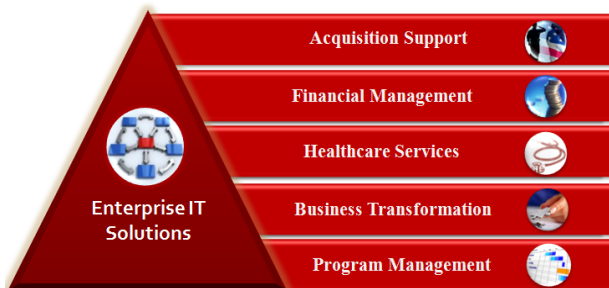 Acquisition Support
Financial Management
Healthcare Services
Enterprise IT
Solutions
Business Transformation
Program Management